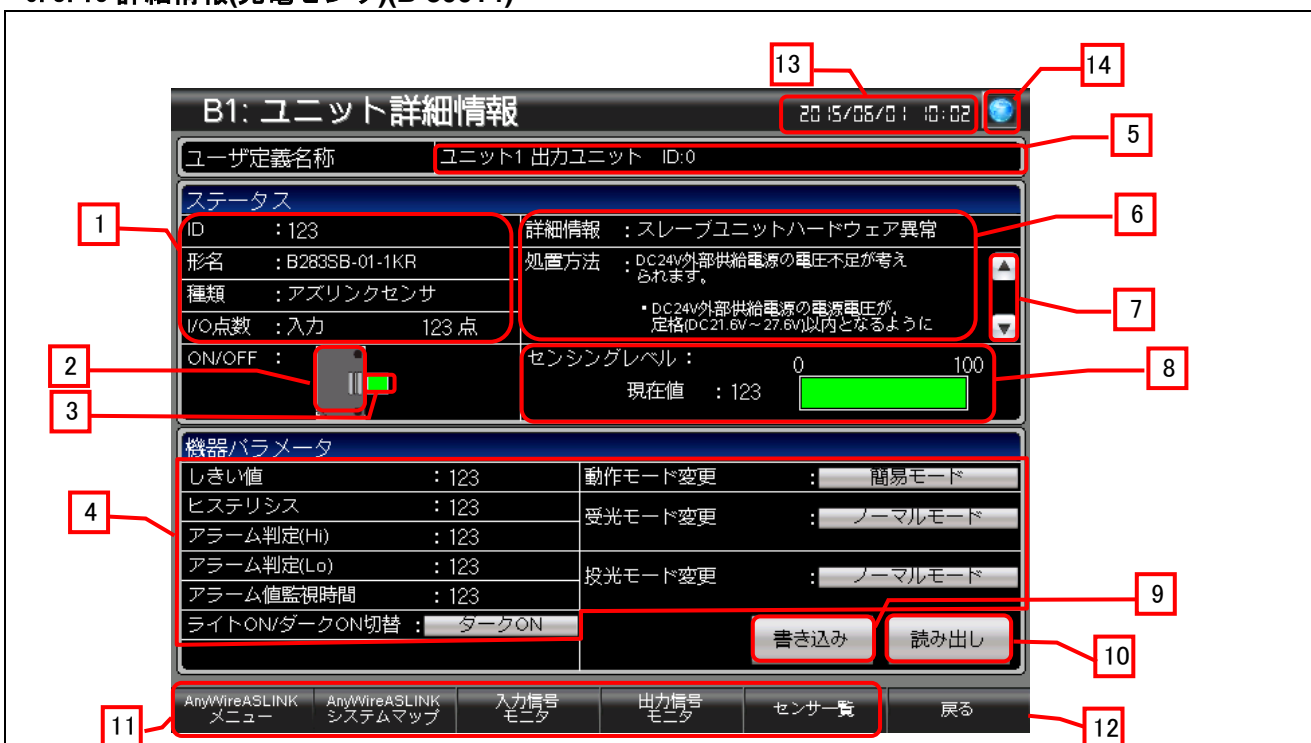 13
14
B1: ユニット詳細情報
2015/06/01 10:02
5
ユーザ定義名称
ユニット1 出力ユニット ID:0
ステータス
1
6
ID :123
詳細情報 :スレーブユニットハードウェア異常
形名 :B283SB-01-1KR
処置方法 :DC24V外部供給電源の電圧不足が考え
られます。
種類 :アズリンクセンサ
・DC24V外部供給電源の電源電圧が、
定格(DC21.6V~27.6V)以内となるように
7
I/O点数 :入力 123 点
2
ON/OFF :
センシングレベル:
0 100
8
現在値 :123
3
機器パラメータ
しきい値 :123
動作モード変更 : 簡易モード
4
ヒステリシス :123
受光モード変更 : ノーマルモード
アラーム判定(Hi) :123
アラーム判定(Lo) :123
投光モード変更 : ノーマルモード
アラーム値監視時間 :123
9
ライトON/ダークON切替 : ダークON
書き込み
読み出し
10
AnyWireASLINK
メニュー
AnyWireASLINK
システムマップ
入力信号
モニタ
出力信号
モニタ
センサ一覧
戻る
11
12